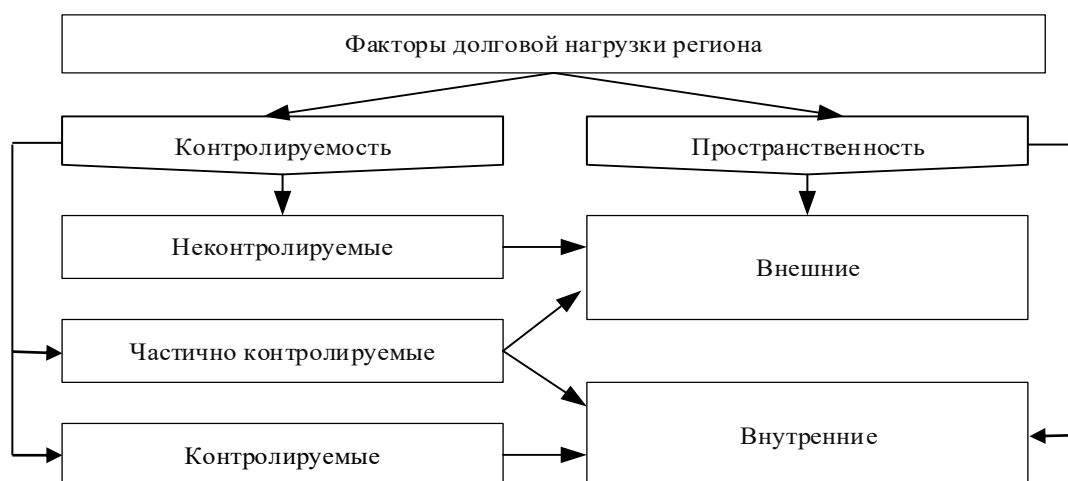 Факторы долговой нагрузки региона
Контролируемость
Пространственность
Неконтролируемые
Внешние
Частично контролируемые
Внутренние
Контролируемые